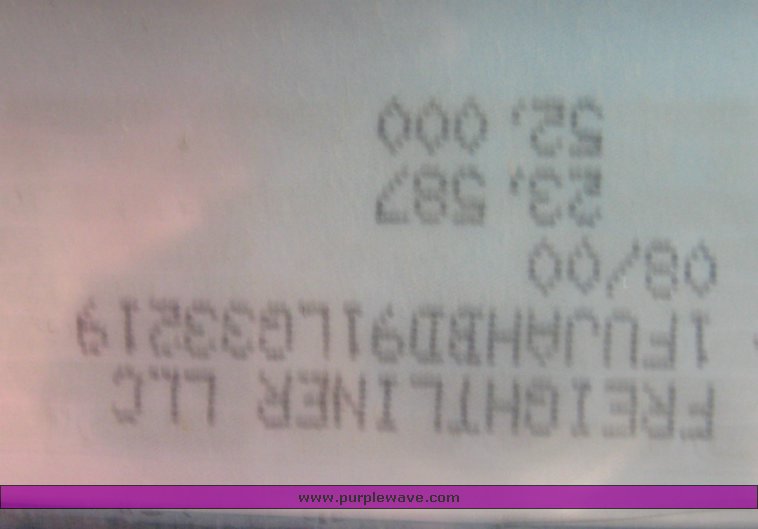 FREIGHTLINER LLC
1FUJAHBD91LG33219
08/00
23,587
52,000
www.purplewave.com